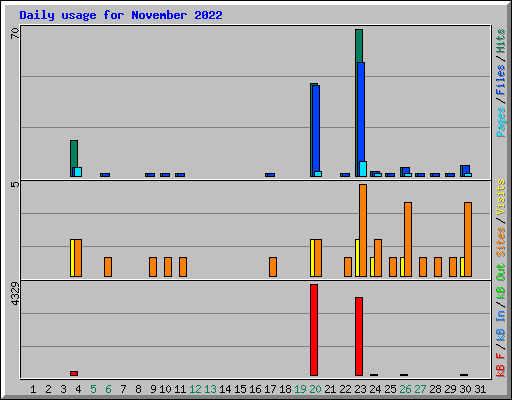 Daily usage for November 2022
70
5
4329
Pages / Files / Hits
Sites / Visits
kB F / kB In / kB Out
1 2 3 4 5 6 7 8 9 10 11 12 13 14 15 16 17 18 19 20 21 22 23 24 25 26 27 28 29 30 31